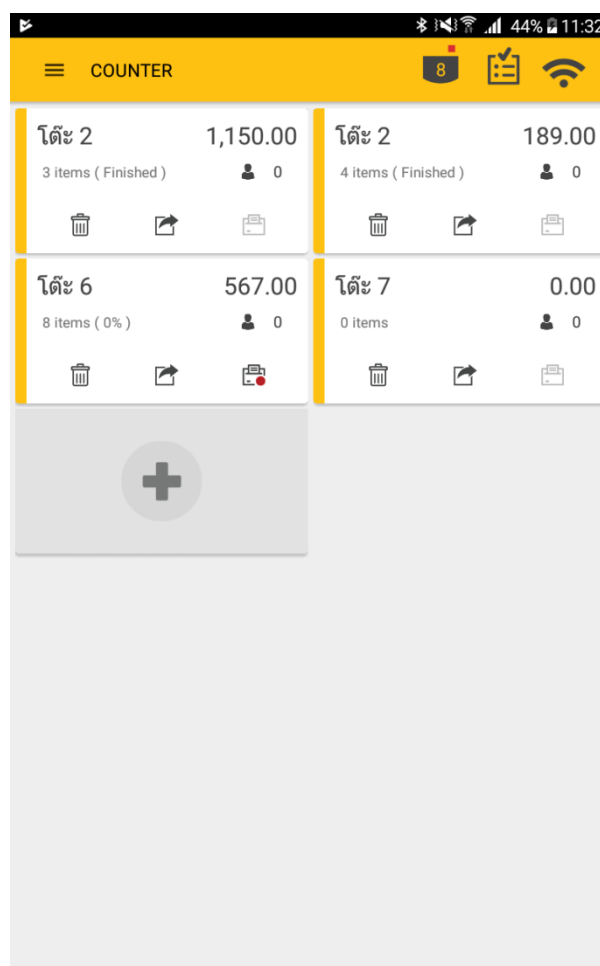 44% 11:32
COUNTER
8
โต๊ะ 2 1,150.00
3 items ( Finished ) 0
โต๊ะ 2 189.00
4 items ( Finished ) 0
โต๊ะ 6 567.00
8 items ( 0% ) 0
โต๊ะ 7 0.00
0 items 0